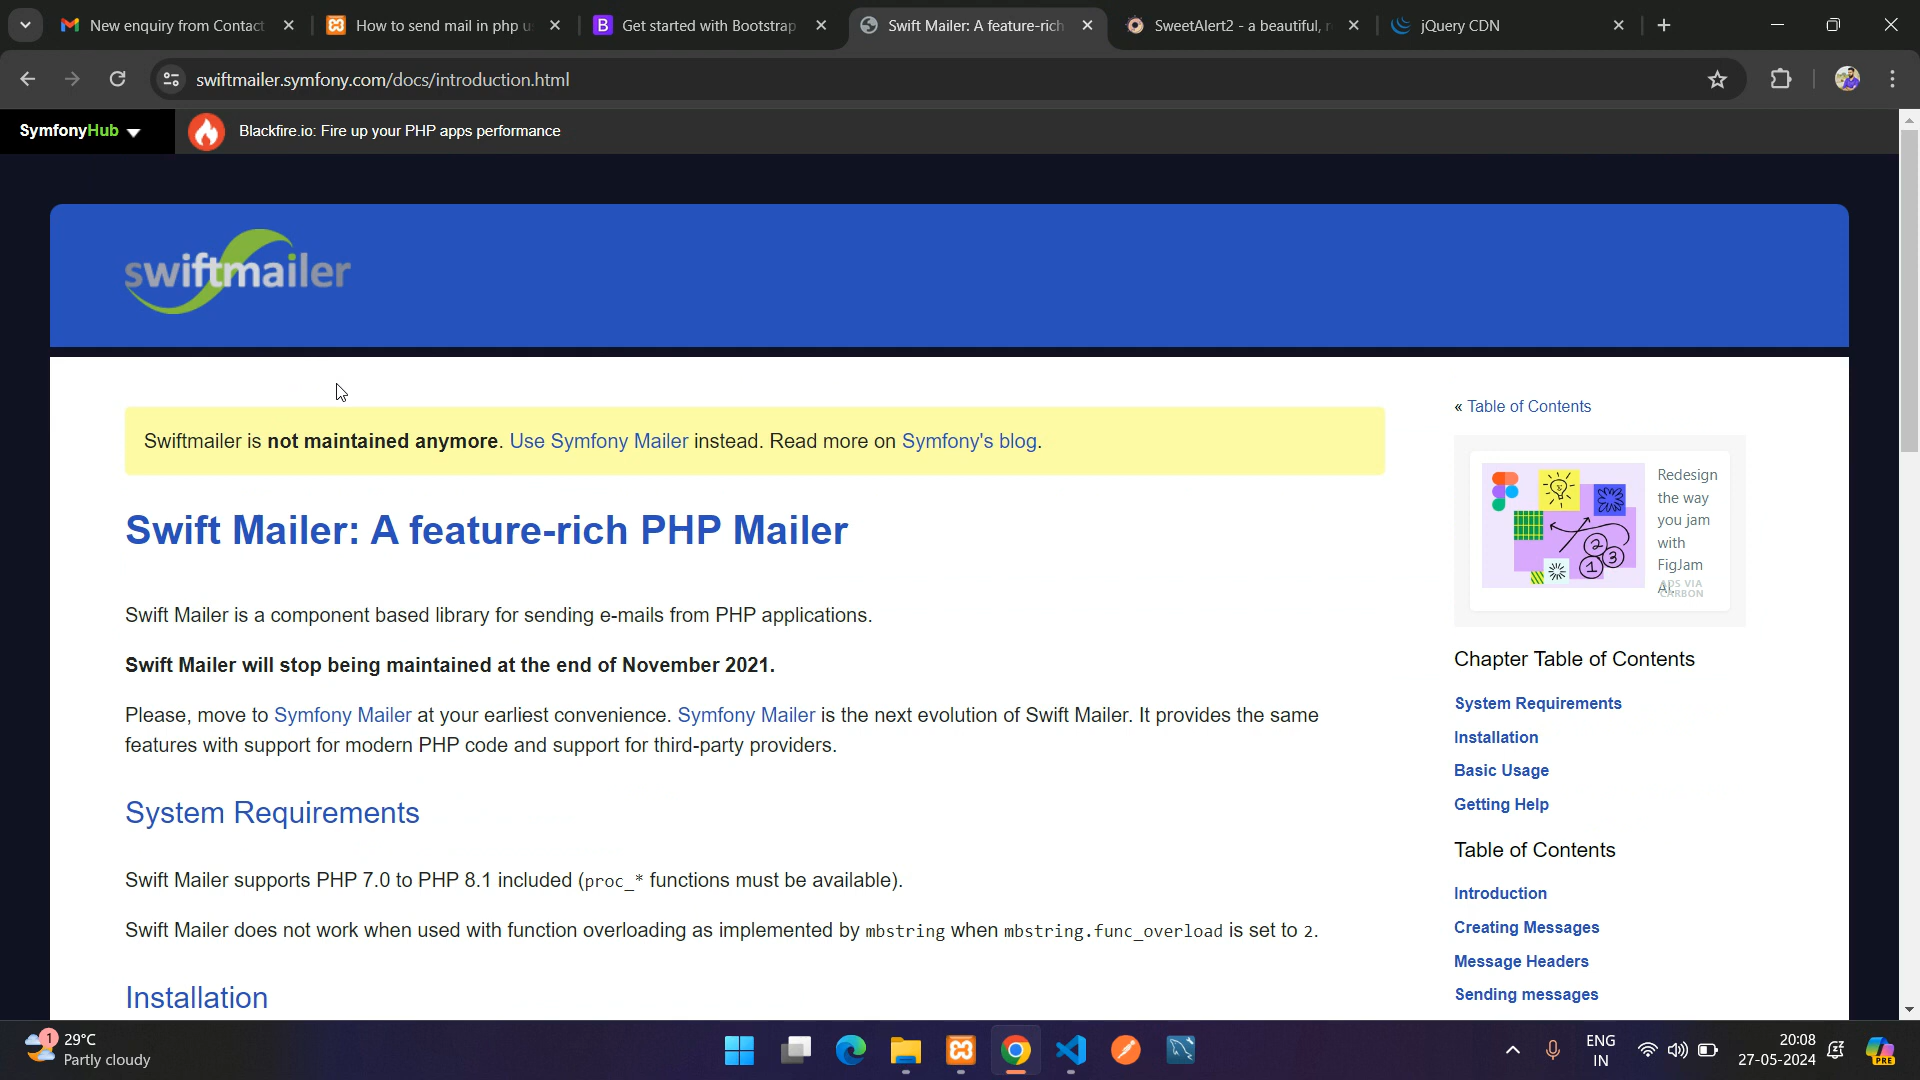 New enquiry from Contact
How to send mail in php u
Get started with Bootstrap
Swift Mailer: A feature-rich
SweetAlert2 - a beautiful, r
jQuery CDN
swiftmailer.symfony.com/docs/introduction.html
SymfonyHub
Blackfire.io: Fire up your PHP apps performance
swiftmailer
Swiftmailer is not maintained anymore. Use Symfony Mailer instead. Read more on Symfony's blog.
Swift Mailer: A feature-rich PHP Mailer
Swift Mailer is a component based library for sending e-mails from PHP applications.
Swift Mailer will stop being maintained at the end of November 2021.
Please, move to Symfony Mailer at your earliest convenience. Symfony Mailer is the next evolution of Swift Mailer. It provides the same
features with support for modern PHP code and support for third-party providers.
System Requirements
Swift Mailer supports PHP 7.0 to PHP 8.1 included (proc_* functions must be available).
Swift Mailer does not work when used with function overloading as implemented by mbstring when mbstring.func_overload is set to 2.
Installation
« Table of Contents
Redesign
the way
you jam
with
FigJam
AI.
ADS VIA
CARBON
2
1
3
Chapter Table of Contents
System Requirements
Installation
Basic Usage
Getting Help
Table of Contents
Introduction
Creating Messages
Message Headers
Sending messages
1
29°C
Partly cloudy
ENG
IN
20:08
27-05-2024
PRE